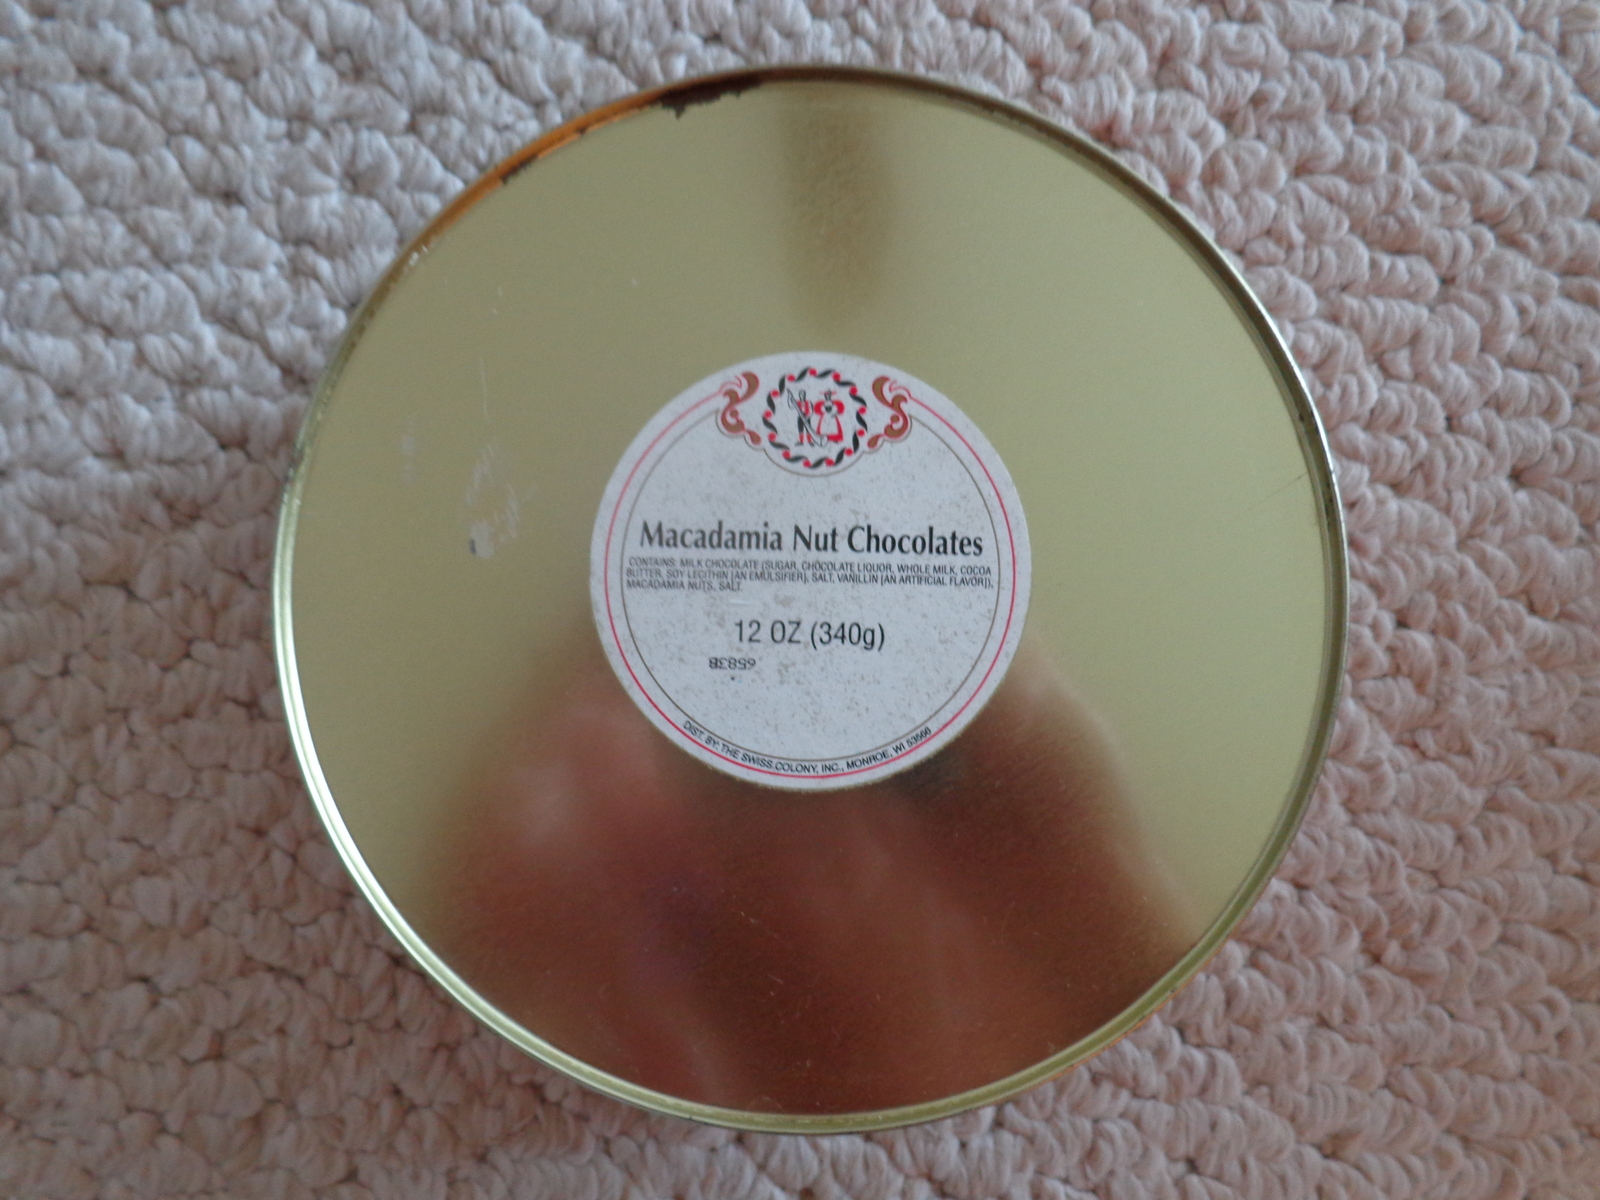 Macadamia Nut Chocolates
CONTAINS: MILK CHOCOLATE (SUGAR, CHOCOLATE LIQUOR, WHOLE MILK, COCOA
BUTTER, SOY LECITHIN [AN EMULSIFIER], SALT, VANILLIN [AN ARTIFICIAL FLAVOR]),
MACADAMIA NUTS, SALT.
12 OZ (340g)
DIST. BY: THE SWISS COLONY, INC., MONROE, WI 53566